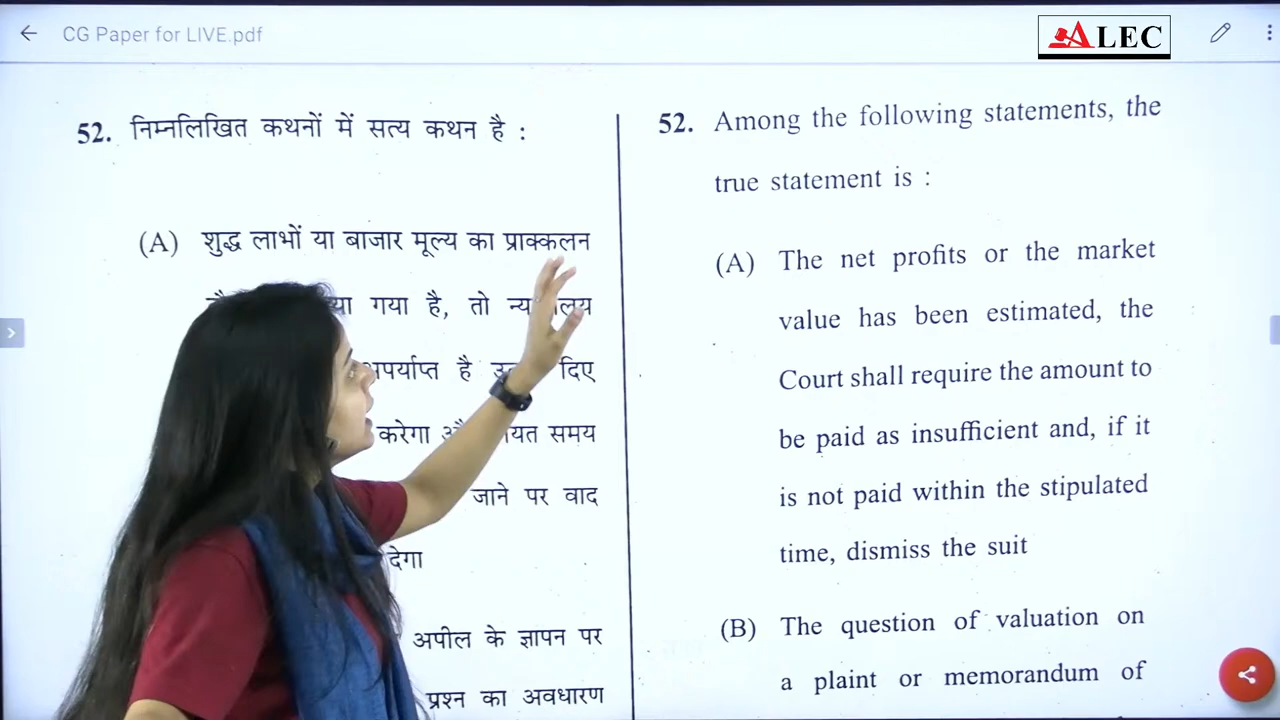 CG Paper for LIVE.pdf
ALEC
52. निम्नलिखित कथनों में सत्य कथन है :
(A) शुद्ध लाभों या बाजार मूल्य का प्राक्कलन
गया है, तो
अपर्याप्त है दिए
करेगा समय
जाने पर वाद
देगा
अपील के ज्ञापन पर
प्रश्न का अवधारण
52. Among the following statements, the
true statement is :
(A) The net profits or the market
value has been estimated, the
Court shall require the amount to
be paid as insufficient and, if it
is not paid within the stipulated
time, dismiss the suit
(B) The question of valuation on
a plaint or memorandum of